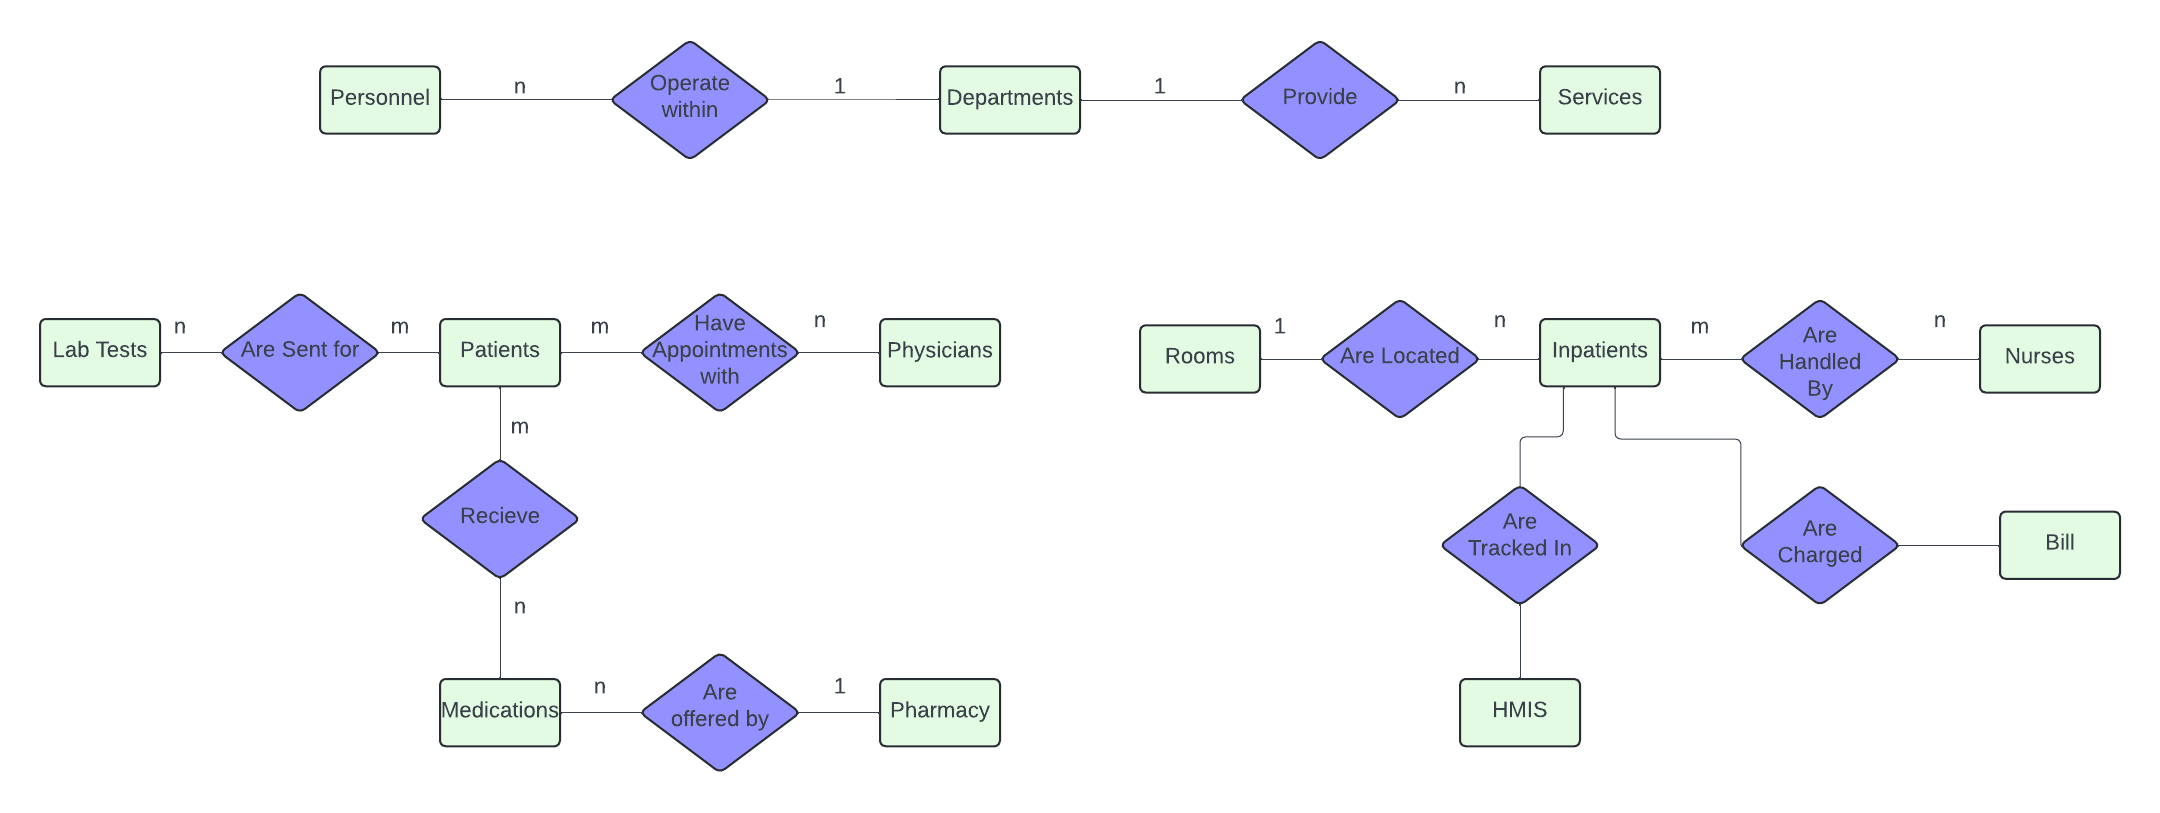 Personnel
n
Operate
within
1
Departments
1
Provide
n
Services
Lab Tests
n
Are Sent for
m
Patients
m
Have
Appointments
with
n
Physicians
m
Recieve
n
Medications
n
Are
offered by
1
Pharmacy
Rooms
1
Are Located
n
Inpatients
m
Are
Handled
By
n
Nurses
Are
Tracked In
HMIS
Are
Charged
Bill